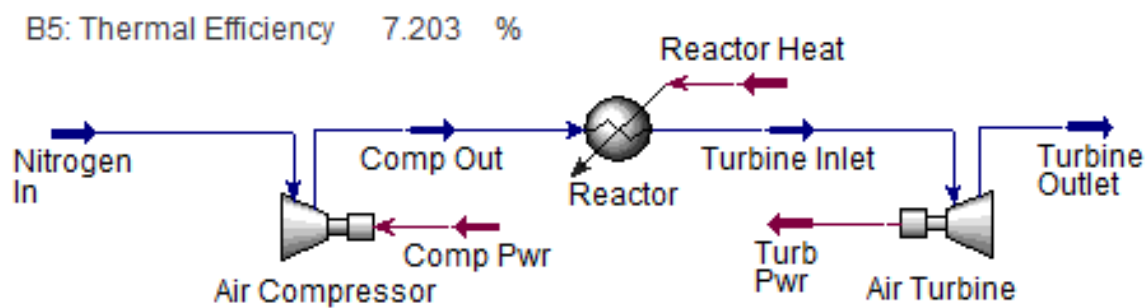 B5: Thermal Efficiency 7.203 %
Reactor Heat
Nitrogen
In
Comp Out
Reactor
Turbine Inlet
Turbine
Outlet
Comp Pwr
Turb
Pwr
Air Compressor
Air Turbine